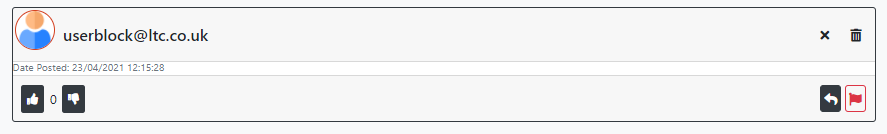 userblock@ltc.co.uk
Date Posted: 23/04/2021 12:15:28
0